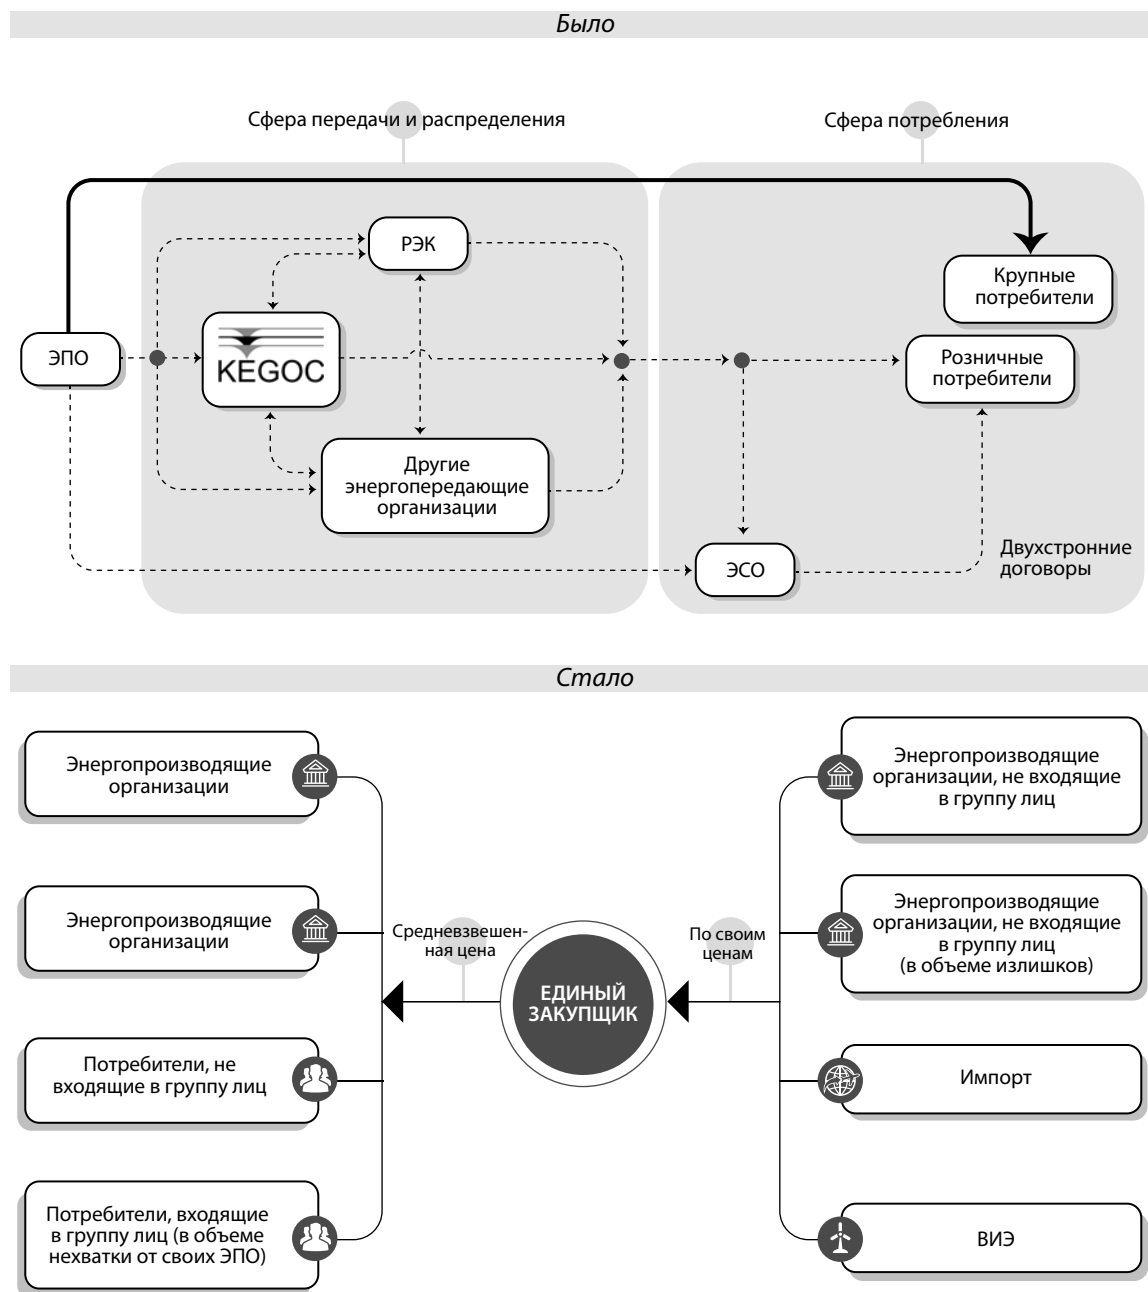 Было
Сфера передачи и распределения
Сфера потребления
РЭК
Крупные
потребители
ЭПО
KEGOC
Розничные
потребители
Другие
энергопередающие
организации
ЭСО
Двухстронние
договоры
Стало
Энергопроизводящие
организации
Энергопроизводящие
организации
Потребители, не
входящие в группу лиц
Потребители, входящие
в группу лиц (в объеме
нехватки от своих ЭПО)
Средневзвешен-
ная цена
ЕДИНЫЙ
ЗАКУПЩИК
По своим
ценам
Энергопроизводящие
организации, не входящие
в группу лиц
Энергопроизводящие
организации, не входящие
в группу лиц
(в объеме излишков)
Импорт
ВИЭ